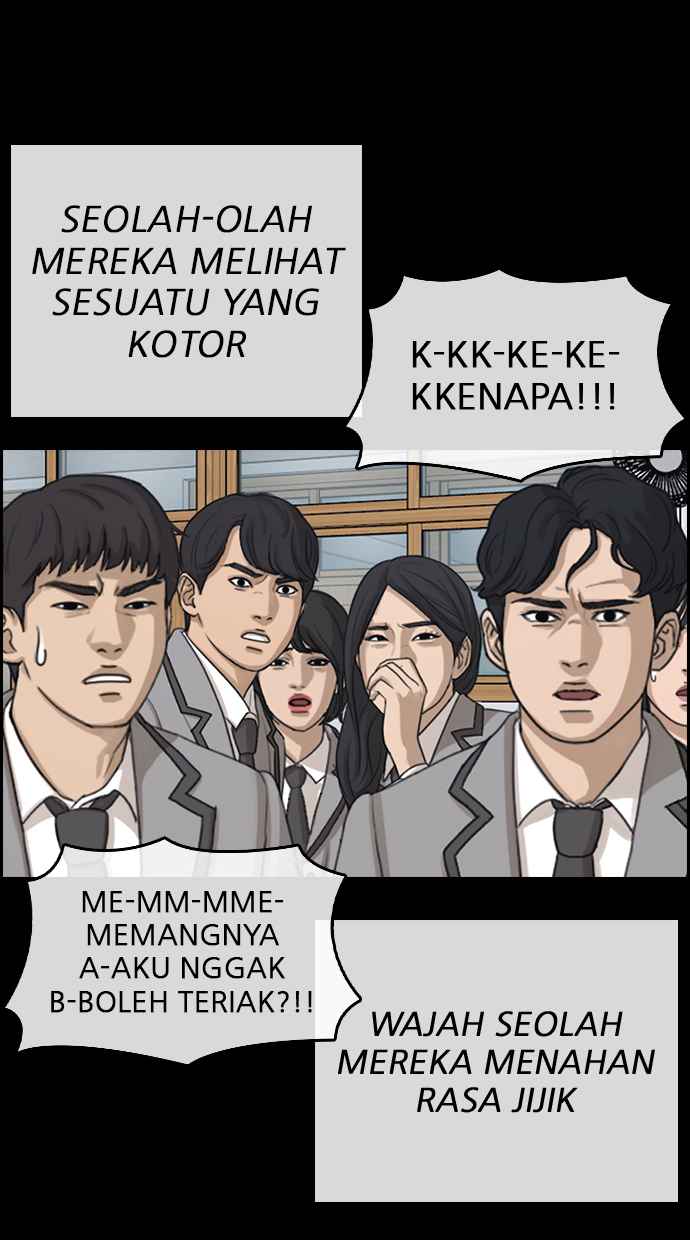 SEOLAH-OLAH
MEREKA MELIHAT
SESUATU YANG
KOTOR
K-KK-KE-KE-
KKENAPA!!!
ME-MM-MME-
MEMANGNYA
A-AKU NGGAK
B-BOLEH TERIAK?!!
WAJAH SEOLAH
MEREKA MENAHAN
RASA JIJIK